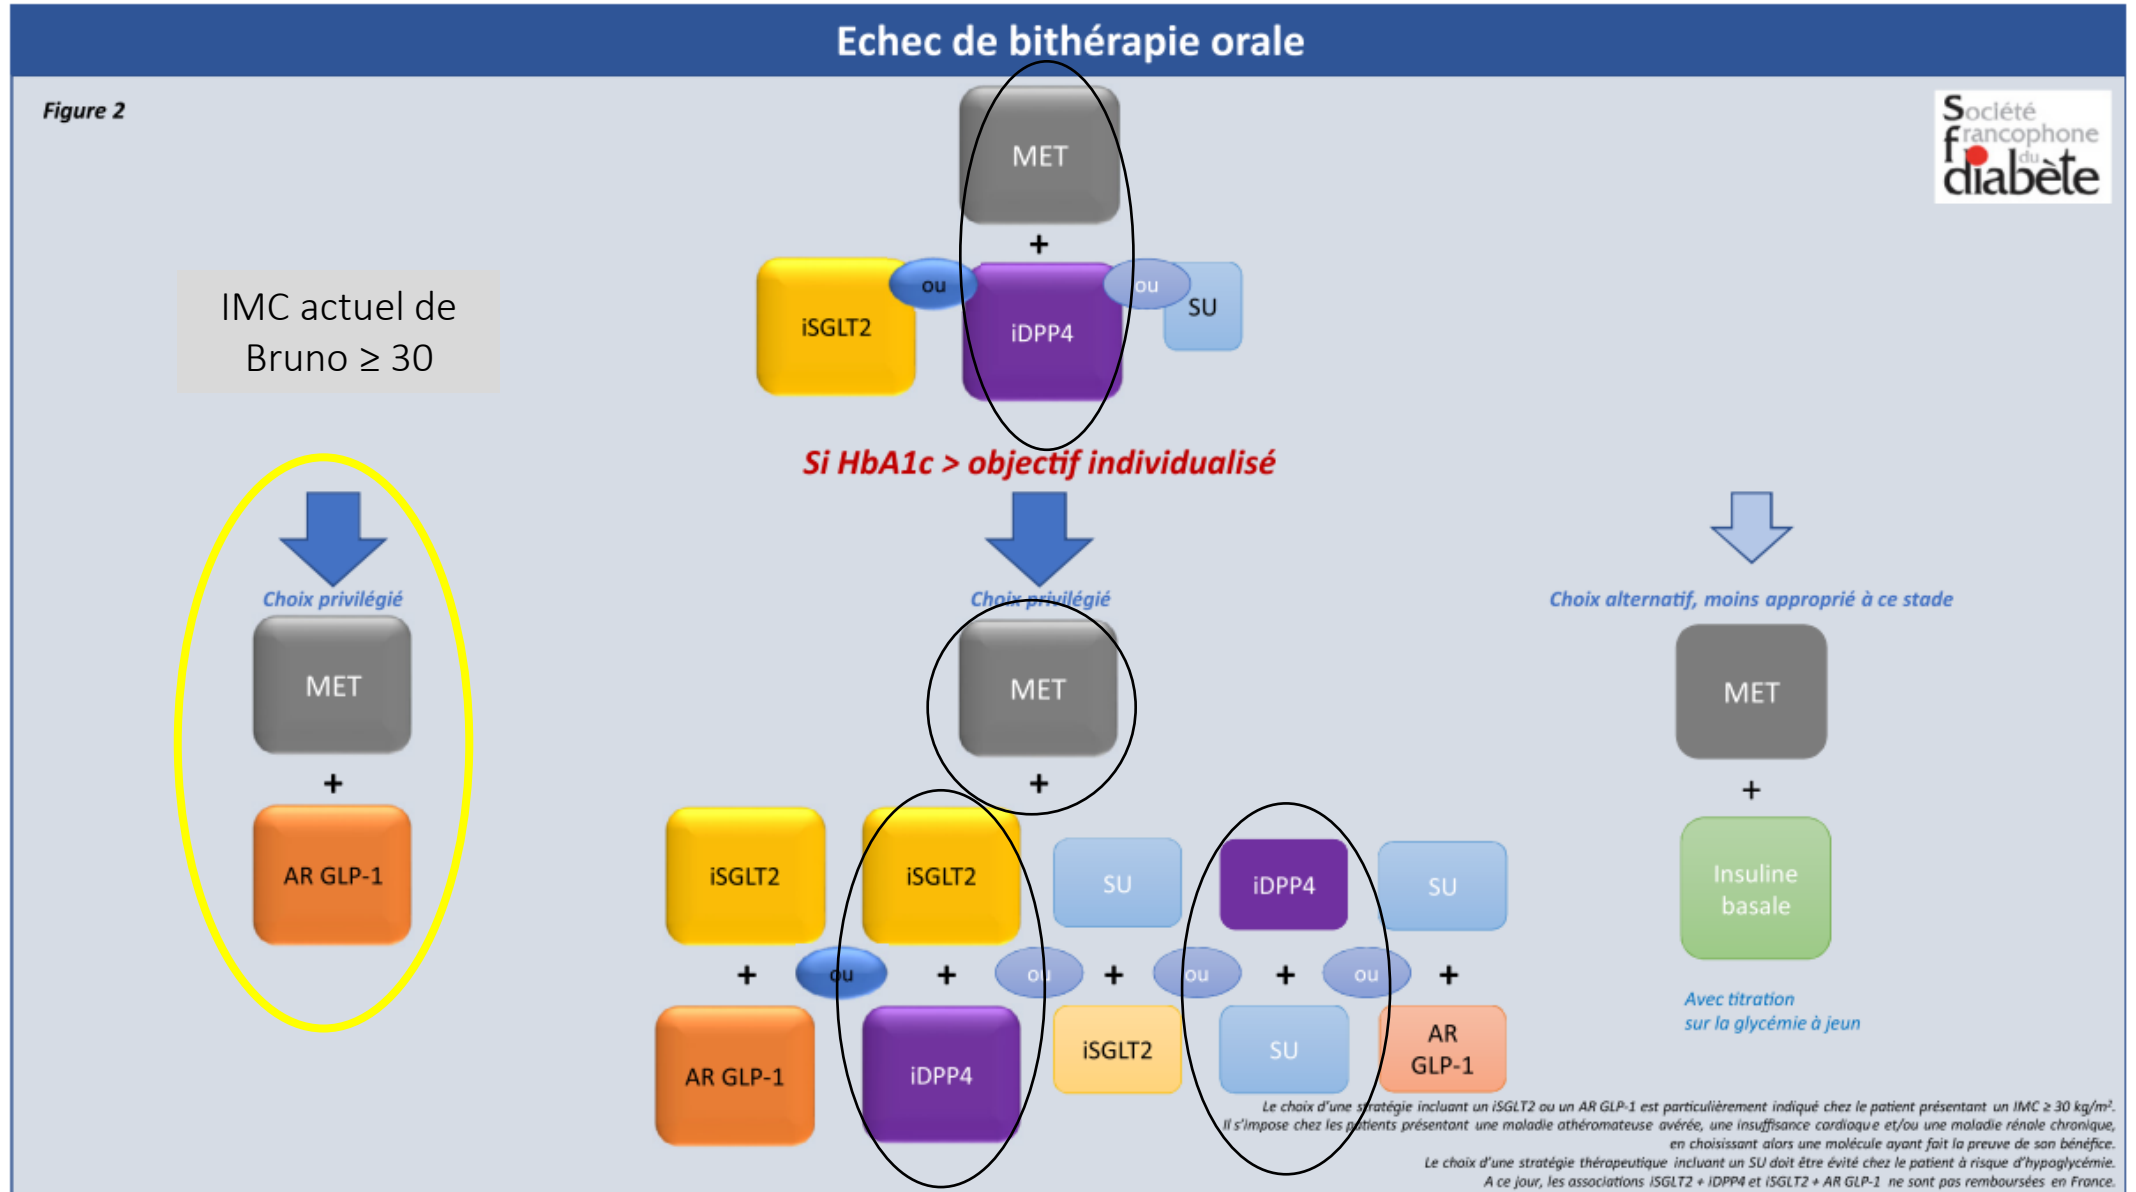 Echec de bithérapie orale
Figure 2
Société
francophone
du
diabète
MET
+
iSGLT2
ou
iDPP4
ou
SU
IMC actuel de
Bruno ≥ 30
Si HbA1c > objectif individualisé
Choix privilégié
MET
+
AR GLP-1
Choix privilégié
MET
+
iSGLT2
+
AR GLP-1
ou
iSGLT2
+
iDPP4
ou
SU
+
iSGLT2
ou
iDPP4
+
SU
ou
SU
+
AR
GLP-1
Choix alternatif, moins approprié à ce stade
MET
+
Insuline
basale
Avec titration
sur la glycémie à jeun
Le choix d'une stratégie incluant un iSGLT2 ou un AR GLP-1 est particulièrement indiqué chez le patient présentant un IMC ≥ 30 kg/m².
Il s'impose chez les patients présentant une maladie athéromateuse avérée, une insuffisance cardiaque et/ou une maladie rénale chronique,
en choisissant alors une molécule ayant fait la preuve de son bénéfice.
Le choix d'une stratégie thérapeutique incluant un SU doit être évité chez le patient à risque d'hypoglycémie.
A ce jour, les associations iSGLT2 + iDPP4 et iSGLT2 + AR GLP-1 ne sont pas remboursées en France.